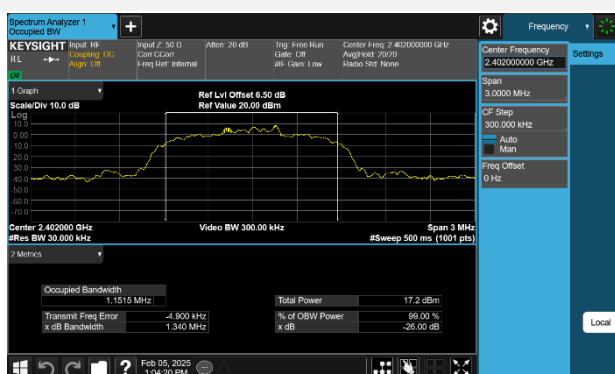 Spectrum Analyzer 1
Occupied BW
Frequency
KEYSIGHT
R L
Input: RF
Coupling: DC
Align: Off
Input Z: 50 Ω
Corr CCorr
Freq Ref: Internal
Atten: 20 dB
Trig: Free Run
Gate: Off
#IF Gain: Low
Center Freq: 2.402000000 GHz
Avg|Hold: 20/20
Radio Std: None
Center Frequency
2.402000000 GHz
Settings
Span
3.0000 MHz
CF Step
300.000 kHz
Auto
Man
Freq Offset
0 Hz
1 Graph
Scale/Div 10.0 dB
Ref Lvl Offset 6.50 dB
Ref Value 20.00 dBm
Log
10.0
0.00
-10.0
-20.0
-30.0
-40.0
-50.0
-60.0
-70.0
Center 2.402000 GHz
#Res BW 30.000 kHz
Video BW 300.00 kHz
Span 3 MHz
#Sweep 500 ms (1001 pts)
2 Metrics
Occupied Bandwidth
1.1515 MHz
Total Power
17.2 dBm
Transmit Freq Error
-4.900 kHz
% of OBW Power
99.00 %
x dB Bandwidth
1.340 MHz
x dB
-26.00 dB
Local
Feb 05, 2025
1:04:20 PM